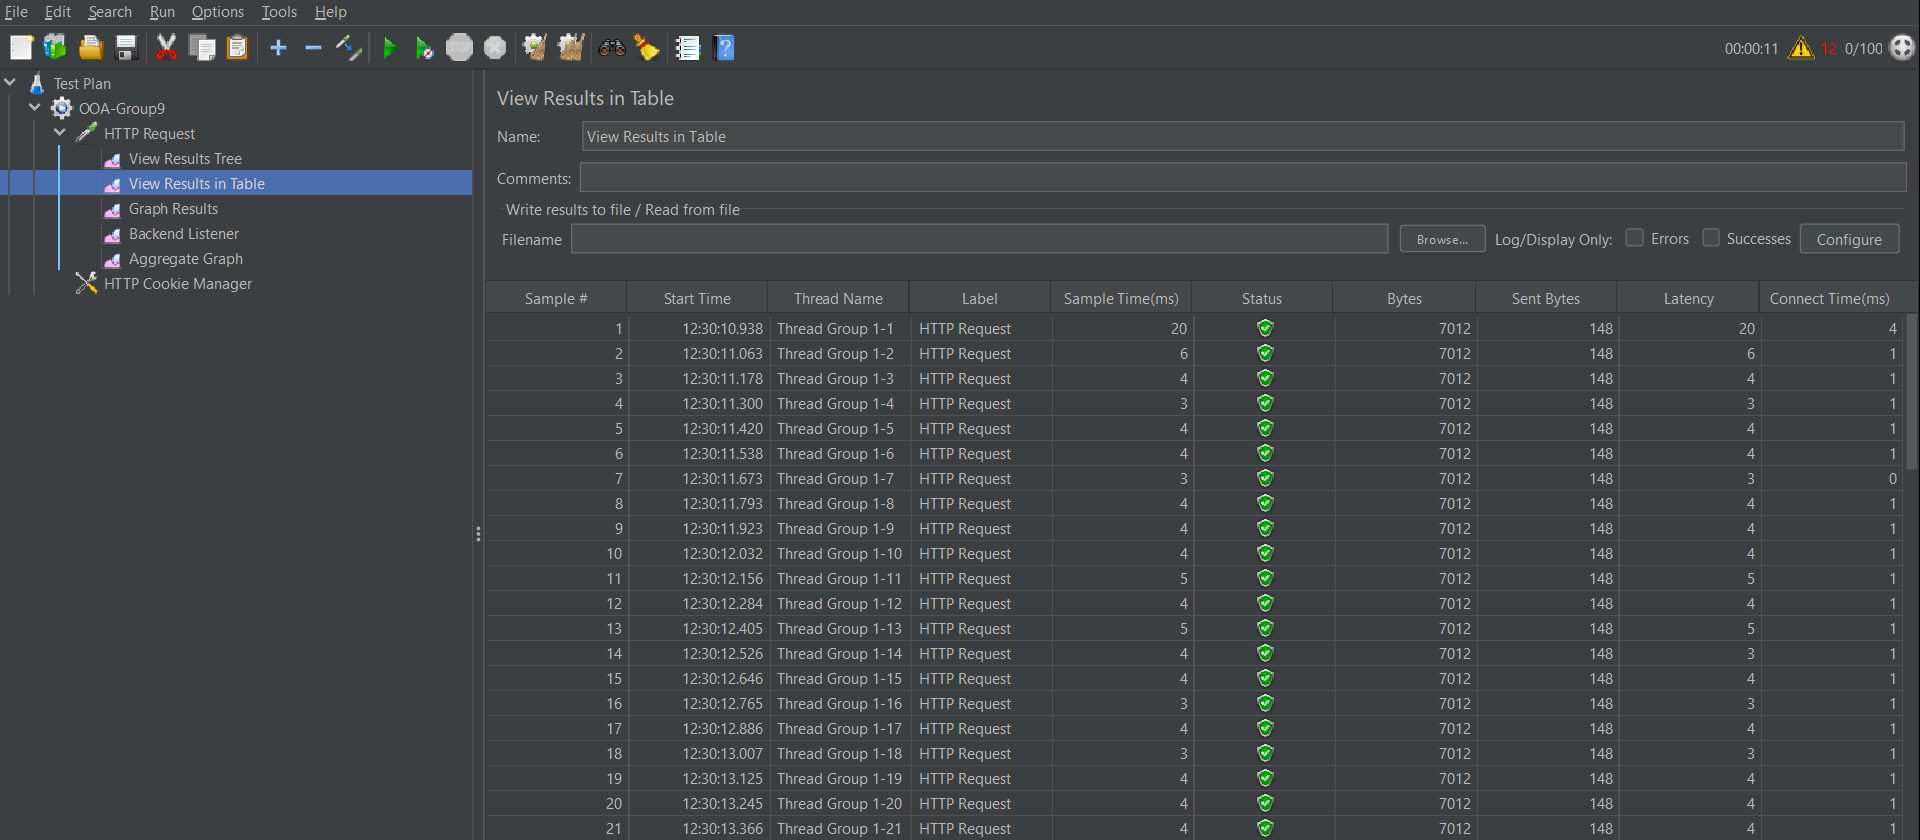 File Edit Search Run Options Tools Help
STOP 00:00:11 12 0/100
Test Plan
OOA-Group9
HTTP Request
View Results Tree
View Results in Table
Graph Results
Backend Listener
Aggregate Graph
HTTP Cookie Manager
View Results in Table
Name: View Results in Table
Comments:
Write results to file / Read from file
Filename Browse... Log/Display Only: Errors Successes Configure
Sample # Start Time Thread Name Label Sample Time(ms) Status Bytes Sent Bytes Latency Connect Time(ms)
1 12:30:10.938 Thread Group 1-1 HTTP Request 20 7012 148 20 4
2 12:30:11.063 Thread Group 1-2 HTTP Request 6 7012 148 6 1
3 12:30:11.178 Thread Group 1-3 HTTP Request 4 7012 148 4 1
4 12:30:11.300 Thread Group 1-4 HTTP Request 3 7012 148 3 1
5 12:30:11.420 Thread Group 1-5 HTTP Request 4 7012 148 4 1
6 12:30:11.538 Thread Group 1-6 HTTP Request 4 7012 148 4 1
7 12:30:11.673 Thread Group 1-7 HTTP Request 3 7012 148 3 0
8 12:30:11.793 Thread Group 1-8 HTTP Request 4 7012 148 4 1
9 12:30:11.923 Thread Group 1-9 HTTP Request 4 7012 148 4 1
10 12:30:12.032 Thread Group 1-10 HTTP Request 4 7012 148 4 1
11 12:30:12.156 Thread Group 1-11 HTTP Request 5 7012 148 5 1
12 12:30:12.284 Thread Group 1-12 HTTP Request 4 7012 148 4 1
13 12:30:12.405 Thread Group 1-13 HTTP Request 5 7012 148 5 1
14 12:30:12.526 Thread Group 1-14 HTTP Request 4 7012 148 3 1
15 12:30:12.646 Thread Group 1-15 HTTP Request 4 7012 148 4 1
16 12:30:12.765 Thread Group 1-16 HTTP Request 3 7012 148 3 1
17 12:30:12.886 Thread Group 1-17 HTTP Request 4 7012 148 4 1
18 12:30:13.007 Thread Group 1-18 HTTP Request 3 7012 148 3 1
19 12:30:13.125 Thread Group 1-19 HTTP Request 4 7012 148 4 1
20 12:30:13.245 Thread Group 1-20 HTTP Request 4 7012 148 4 1
21 12:30:13.366 Thread Group 1-21 HTTP Request 4 7012 148 4 1